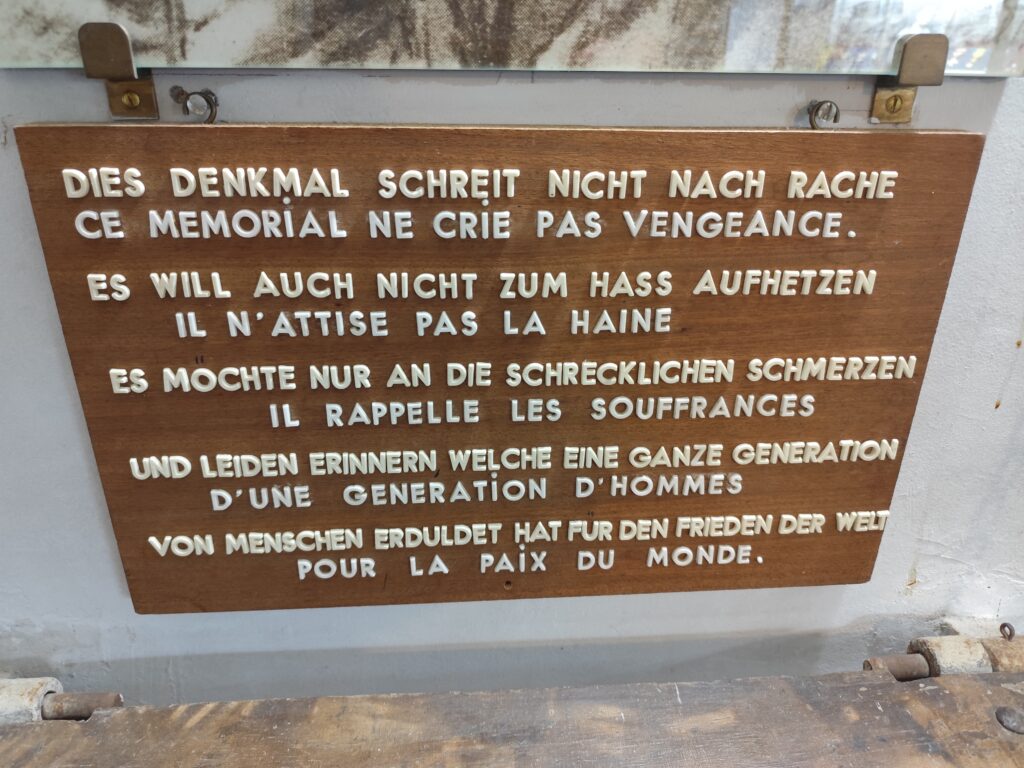 DIES DENKMAL SCHREIT NICHT NACH RACHE
CE MEMORIAL NE CRIE PAS VENGEANCE.
ES WILL AUCH NICHT ZUM HASS AUFHETZEN
IL N'ATTISE PAS LA HAINE
ES MÖCHTE NUR AN DIE SCHRECKLICHEN SCHMERZEN
IL RAPPELLE LES SOUFFRANCES
UND LEIDEN ERINNERN WELCHE EINE GANZE GENERATION
D'UNE GENERATION D'HOMMES
VON MENSCHEN ERDULDET HAT FÜR DEN FRIEDEN DER WELT
POUR LA PAIX DU MONDE.